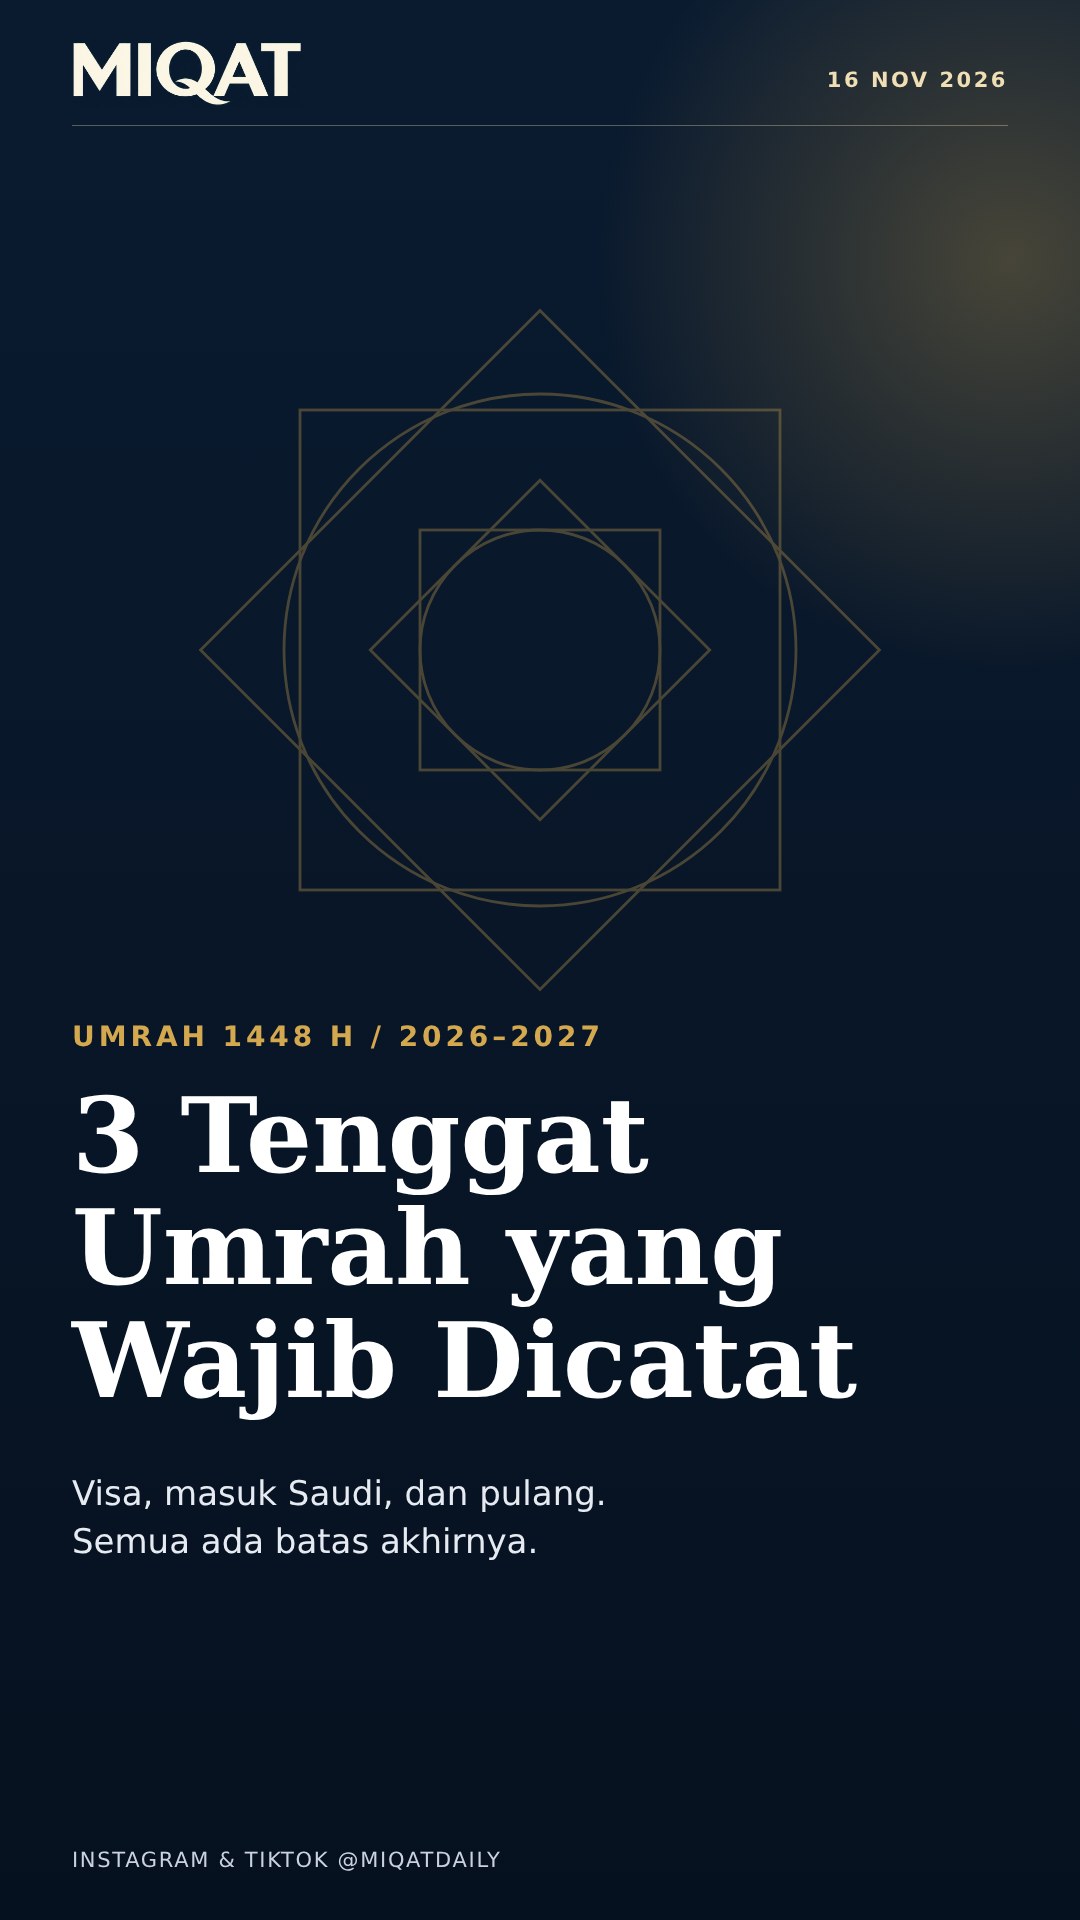 MIQAT
16 NOV 2026
UMRAH 1448 H / 2026–2027
3 Tenggat
Umrah yang
Wajib Dicatat
Visa, masuk Saudi, dan pulang.
Semua ada batas akhirnya.
INSTAGRAM & TIKTOK @MIQATDAILY